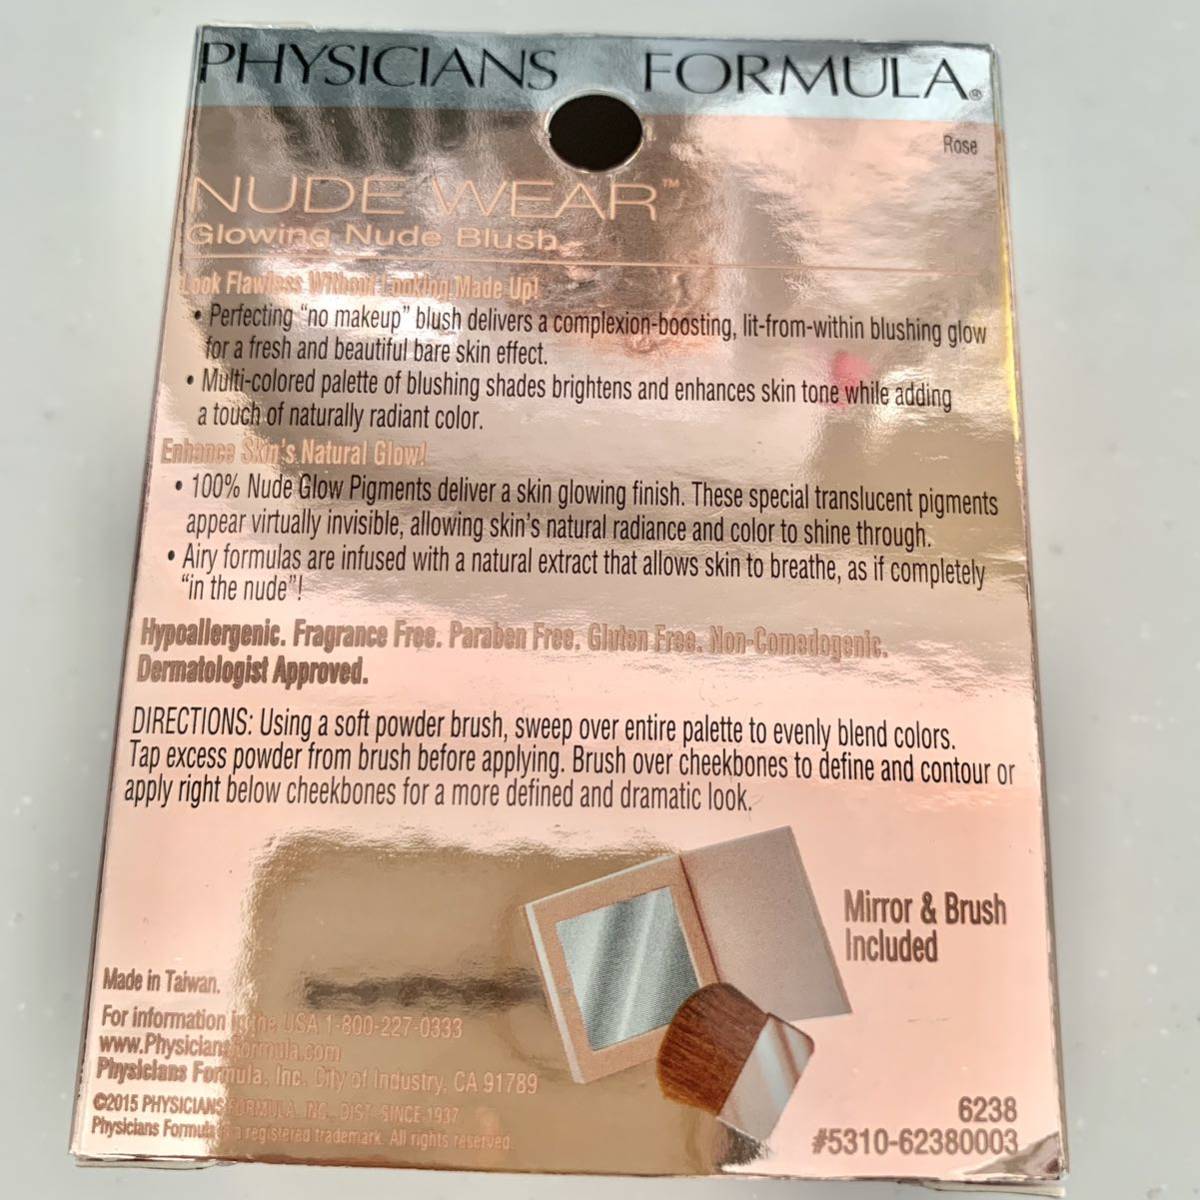 PHYSICIANS FORMULA®
Rose
NUDE WEAR™
Glowing Nude Blush
Look Flawless Without Looking Made Up!
• Perfecting "no makeup" blush delivers a complexion-boosting, lit-from-within blushing glow
for a fresh and beautiful bare skin effect.
• Multi-colored palette of blushing shades brightens and enhances skin tone while adding
a touch of naturally radiant color.
Enhance Skin's Natural Glow!
• 100% Nude Glow Pigments deliver a skin glowing finish. These special translucent pigments
appear virtually invisible, allowing skin's natural radiance and color to shine through.
• Airy formulas are infused with a natural extract that allows skin to breathe, as if completely
"in the nude"!
Hypoallergenic. Fragrance Free. Paraben Free. Gluten Free. Non-Comedogenic.
Dermatologist Approved.
DIRECTIONS: Using a soft powder brush, sweep over entire palette to evenly blend colors.
Tap excess powder from brush before applying. Brush over cheekbones to define and contour or
apply right below cheekbones for a more defined and dramatic look.
Mirror & Brush
Included
Made in Taiwan.
For information in the USA 1-800-227-0333
www.PhysiciansFormula.com
Physicians Formula, Inc. City of Industry, CA 91789
©2015 PHYSICIANS FORMULA, INC., DIST. SINCE 1937
Physicians Formula is a registered trademark. All rights reserved.
6238
#5310-62380003